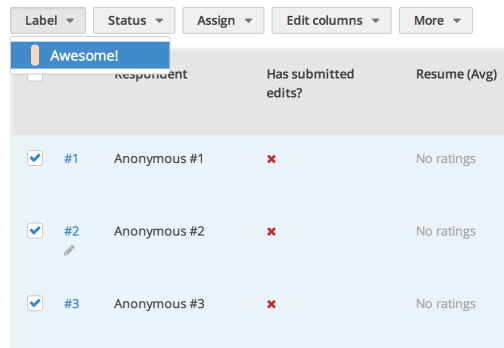 Label Status Assign Edit columns More
Awesome!
Respondent Has submitted edits? Resume (Avg)
#1 Anonymous #1 No ratings
#2 Anonymous #2 No ratings
#3 Anonymous #3 No ratings